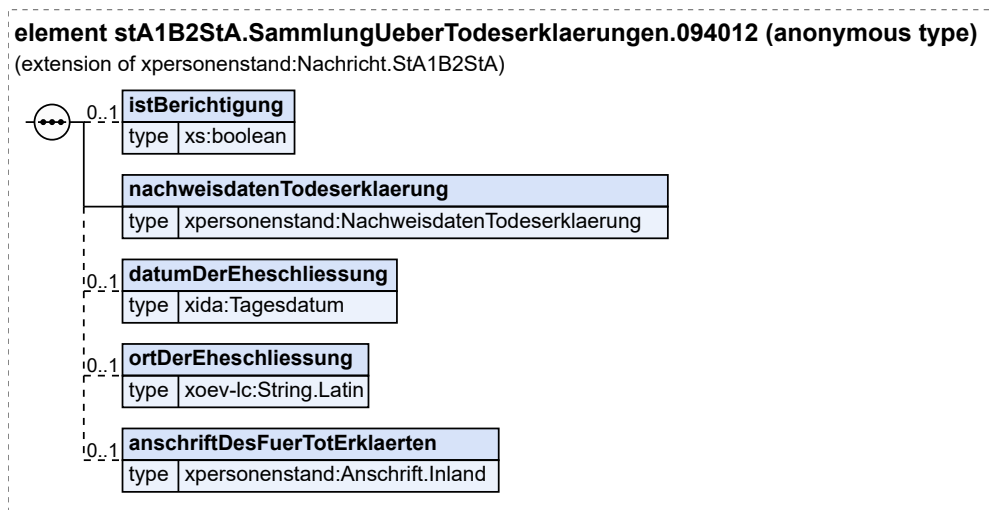 element stA1B2StA.SammlungUeberTodeserklaerungen.094012 (anonymous type)
(extension of xpersonenstand:Nachricht.StA1B2StA)
0..1 istBerichtigung
type xs:boolean
nachweisdatenTodeserklaerung
type xpersonenstand:NachweisdatenTodeserklaerung
0..1 datumDerEheschliessung
type xida:Tagesdatum
0..1 ortDerEheschliessung
type xoev-lc:String.Latin
0..1 anschriftDesFuerTotErklaerten
type xpersonenstand:Anschrift.Inland